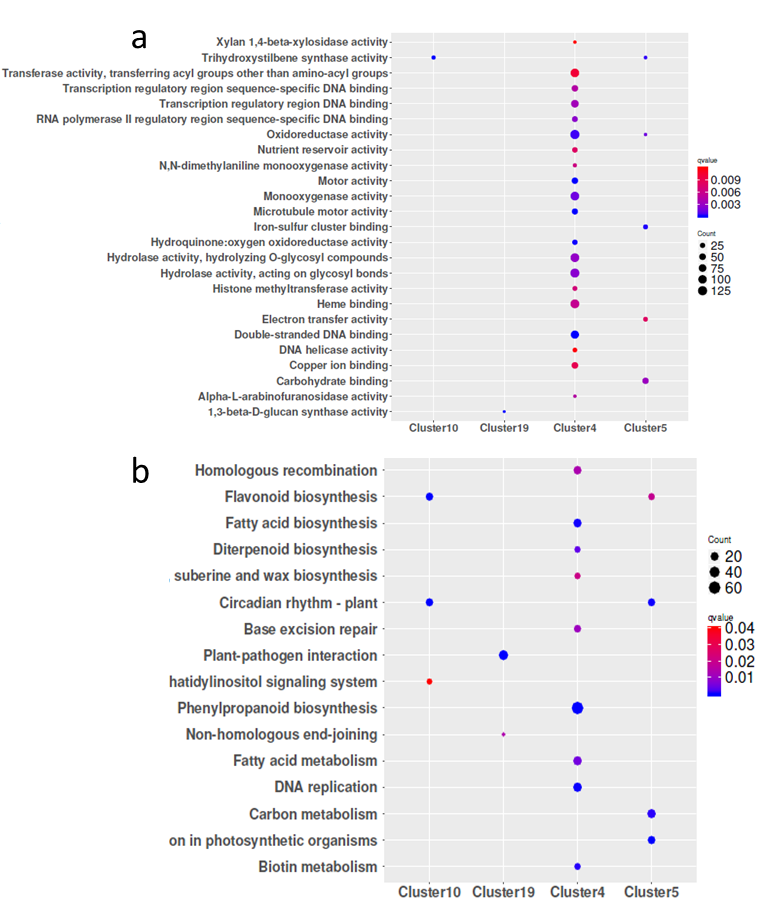 a
Xylan 1,4-beta-xylosidase activity
Trihydroxystilbene synthase activity
Transferase activity, transferring acyl groups other than amino-acyl groups
Transcription regulatory region sequence-specific DNA binding
Transcription regulatory region DNA binding
RNA polymerase II regulatory region sequence-specific DNA binding
Oxidoreductase activity
Nutrient reservoir activity
N,N-dimethylaniline monooxygenase activity
Motor activity
Monooxygenase activity
Microtubule motor activity
Iron-sulfur cluster binding
Hydroquinone:oxygen oxidoreductase activity
Hydrolase activity, hydrolyzing O-glycosyl compounds
Hydrolase activity, acting on glycosyl bonds
Histone methyltransferase activity
Heme binding
Electron transfer activity
Double-stranded DNA binding
DNA helicase activity
Copper ion binding
Carbohydrate binding
Alpha-L-arabinofuranosidase activity
1,3-beta-D-glucan synthase activity
Cluster10 Cluster19 Cluster4 Cluster5
qvalue
0.009
0.006
0.003
Count
25
50
75
100
125
b
Homologous recombination
Flavonoid biosynthesis
Fatty acid biosynthesis
Diterpenoid biosynthesis
, suberine and wax biosynthesis
Circadian rhythm - plant
Base excision repair
Plant-pathogen interaction
hatidylinositol signaling system
Phenylpropanoid biosynthesis
Non-homologous end-joining
Fatty acid metabolism
DNA replication
Carbon metabolism
on in photosynthetic organisms
Biotin metabolism
Cluster10 Cluster19 Cluster4 Cluster5
Count
20
40
60
qvalue
0.04
0.03
0.02
0.01